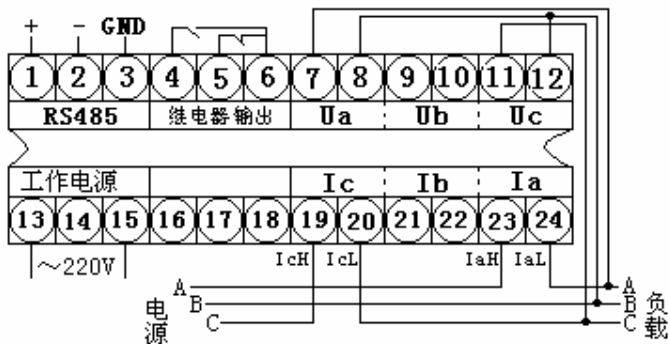 + - GND
1 2 3 4 5 6 7 8 9 10 11 12
RS485 继电器输出 Ua Ub Uc
工作电源 Ic Ib Ia
13 14 15 16 17 18 19 20 21 22 23 24
～220V IcH IcL IaH IaL
电源 A B C
A B C 负载